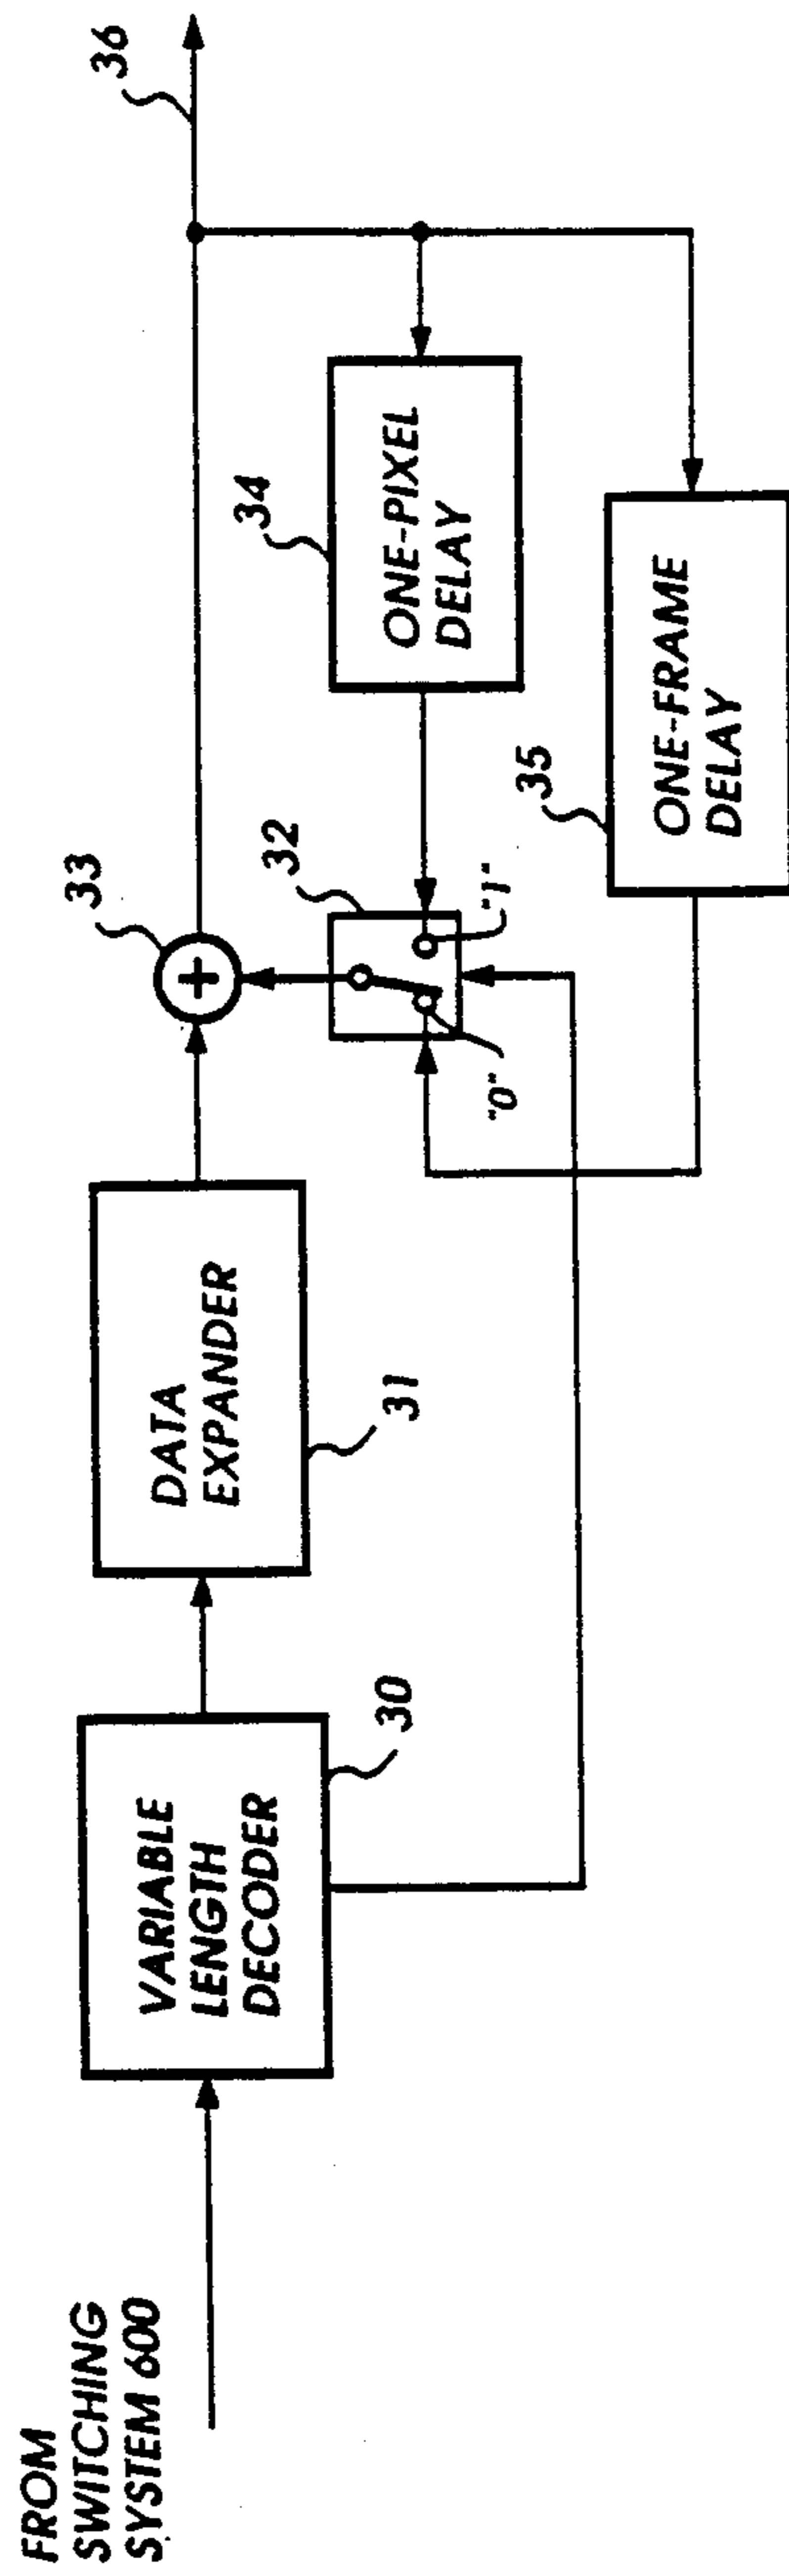 FROM
SWITCHING
SYSTEM 600
VARIABLE
LENGTH
DECODER
30
DATA
EXPANDER
31
33
32
"0"
"1"
34
ONE-PIXEL
DELAY
35
ONE-FRAME
DELAY
36
+